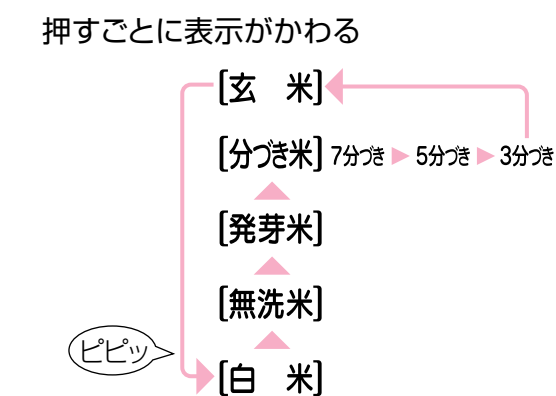 押すごとに表示がかわる
[玄　米]
[分づき米] 7分づき ▶ 5分づき ▶ 3分づき
[発芽米]
[無洗米]
ピピッ
[白　米]